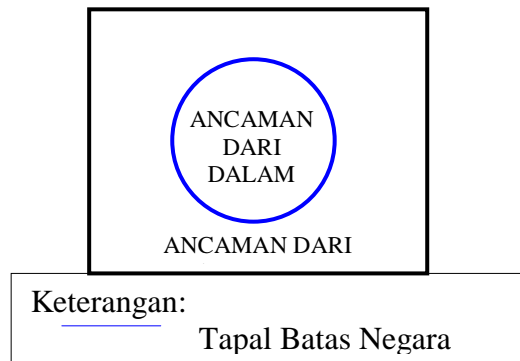 ANCAMAN
DARI
DALAM
ANCAMAN DARI
Keterangan:
Tapal Batas Negara